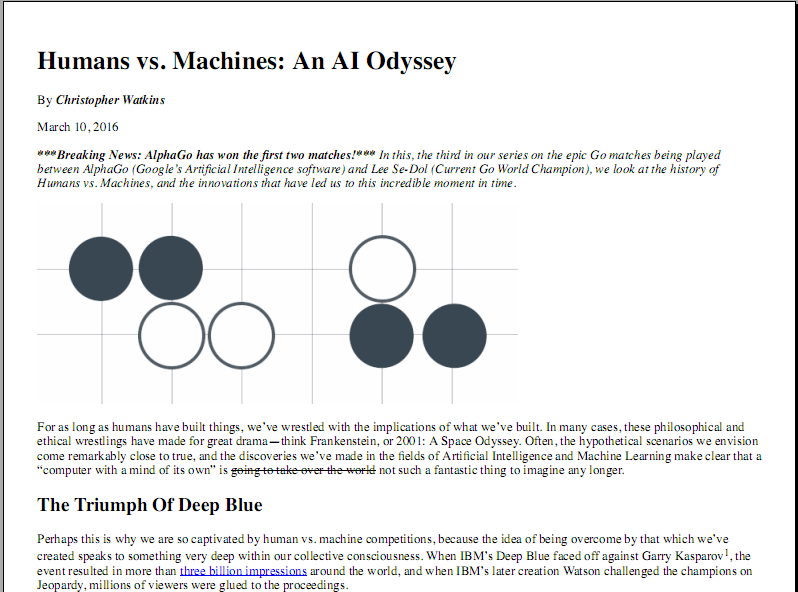 Humans vs. Machines: An AI Odyssey
By Christopher Watkins
March 10, 2016
***Breaking News: AlphaGo has won the first two matches!*** In this, the third in our series on the epic Go matches being played
between AlphaGo (Google's Artificial Intelligence software) and Lee Se-Dol (Current Go World Champion), we look at the history of
Humans vs. Machines, and the innovations that have led us to this incredible moment in time.
For as long as humans have built things, we've wrestled with the implications of what we've built. In many cases, these philosophical and
ethical wrestlings have made for great drama—think Frankenstein, or 2001: A Space Odyssey. Often, the hypothetical scenarios we envision
come remarkably close to true, and the discoveries we've made in the fields of Artificial Intelligence and Machine Learning make clear that a
“computer with a mind of its own” is going to take over the world not such a fantastic thing to imagine any longer.
The Triumph Of Deep Blue
Perhaps this is why we are so captivated by human vs. machine competitions, because the idea of being overcome by that which we've
created speaks to something very deep within our collective consciousness. When IBM's Deep Blue faced off against Garry Kasparov1, the
event resulted in more than three billion impressions around the world, and when IBM's later creation Watson challenged the champions on
Jeopardy, millions of viewers were glued to the proceedings.